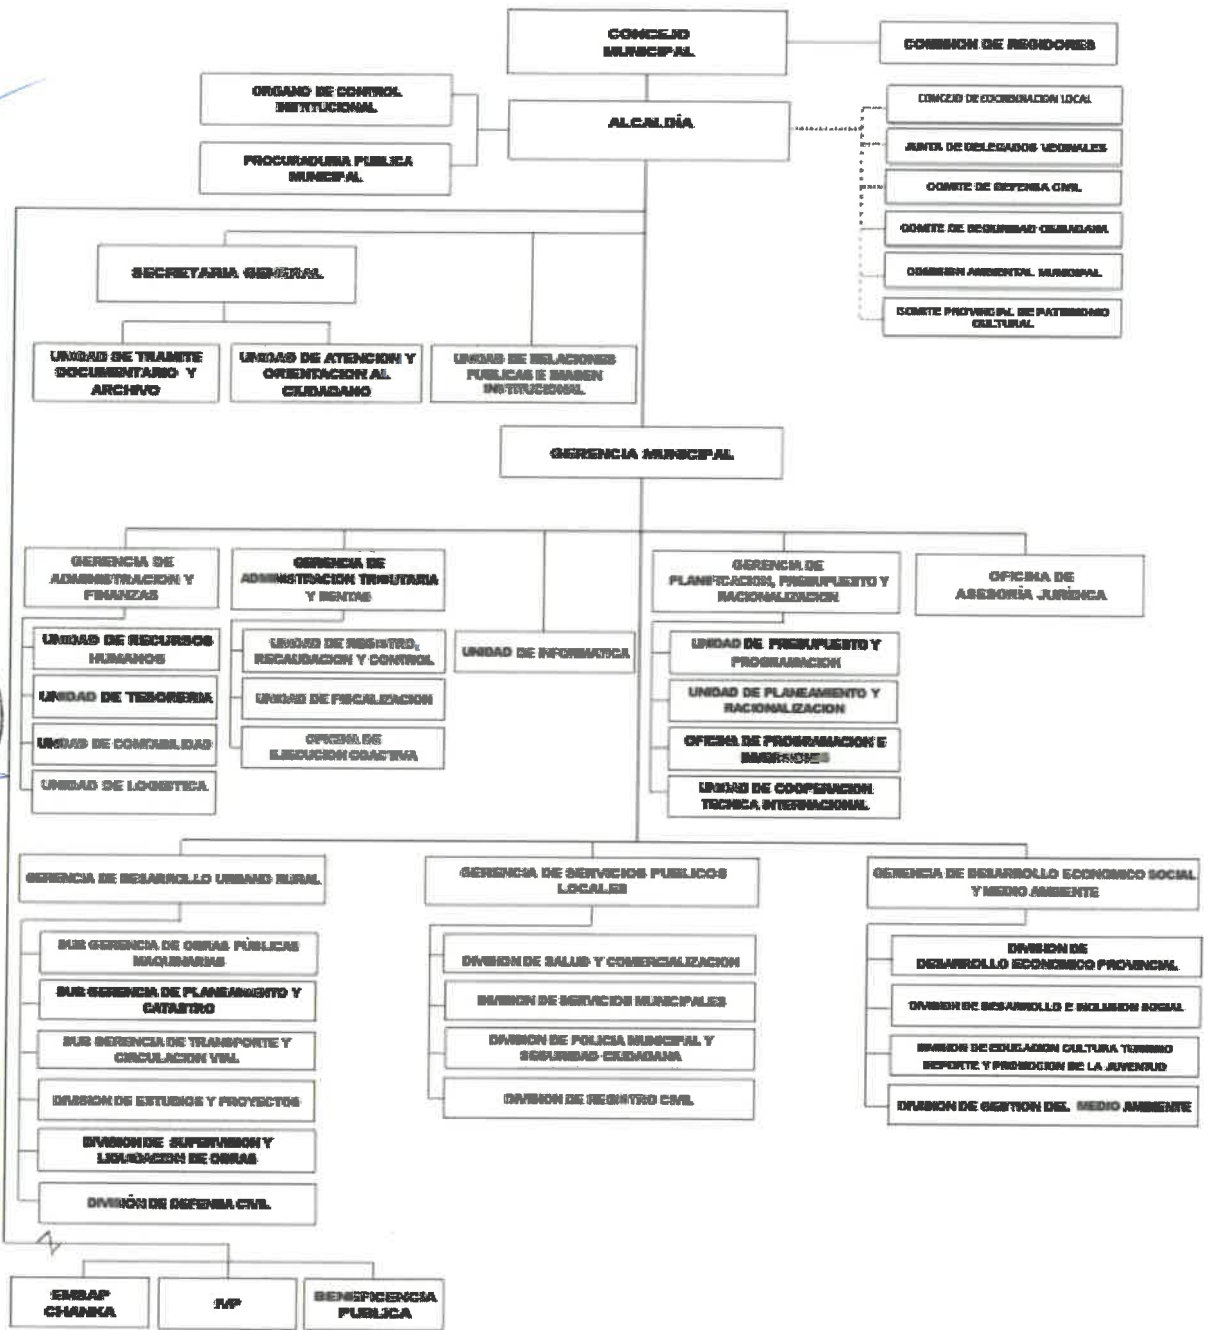 CONCEJO
MUNICIPAL
COMISION DE REGIDORES
ORGANO DE CONTROL
INSTITUCIONAL
ALCALDÍA
PROCURADURIA PUBLICA
MUNICIPAL
CONCEJO DE COORDINACION LOCAL
JUNTA DE DELEGADOS VECINALES
COMITE DE DEFENSA CIVIL
COMITE DE SEGURIDAD CIUDADANA
COMISION AMBIENTAL MUNICIPAL
COMITE PROVINCIAL DE PATRIMONIO
CULTURAL
SECRETARIA GENERAL
UNIDAD DE TRAMITE
DOCUMENTARIO Y
ARCHIVO
UNIDAD DE ATENCION Y
ORIENTACION AL
CIUDADANO
UNIDAD DE RELACIONES
PUBLICAS E IMAGEN
INSTITUCIONAL
GERENCIA MUNICIPAL
GERENCIA DE
ADMINISTRACION Y
FINANZAS
UNIDAD DE RECURSOS
HUMANOS
UNIDAD DE TESORERIA
UNIDAD DE CONTABILIDAD
UNIDAD DE LOGISTICA
GERENCIA DE
ADMINISTRACION TRIBUTARIA
Y RENTAS
UNIDAD DE REGISTRO,
RECAUDACION Y CONTROL
UNIDAD DE FISCALIZACION
OFICINA DE
EJECUCION COACTIVA
UNIDAD DE INFORMATICA
GERENCIA DE
PLANIFICACION, PRESUPUESTO Y
RACIONALIZACION
UNIDAD DE PRESUPUESTO Y
PROGRAMACION
UNIDAD DE PLANEAMIENTO Y
RACIONALIZACION
OFICINA DE PROGRAMACION E
INVERSIONES
UNIDAD DE COOPERACION
TECNICA INTERNACIONAL
OFICINA DE
ASESORÍA JURÍDICA
GERENCIA DE DESARROLLO URBANO RURAL
SUB GERENCIA DE OBRAS PÚBLICAS
MAQUINARIAS
SUB GERENCIA DE PLANEAMIENTO Y
CATASTRO
SUB GERENCIA DE TRANSPORTE Y
CIRCULACION VIAL
DIVISION DE ESTUDIOS Y PROYECTOS
DIVISION DE SUPERVISION Y
LIQUIDACION DE OBRAS
DIVISIÓN DE DEFENSA CIVIL
GERENCIA DE SERVICIOS PUBLICOS
LOCALES
DIVISION DE SALUD Y COMERCIALIZACION
DIVISION DE SERVICIOS MUNICIPALES
DIVISION DE POLICIA MUNICIPAL Y
SEGURIDAD CIUDADANA
DIVISION DE REGISTRO CIVIL
GERENCIA DE DESARROLLO ECONOMICO SOCIAL
Y MEDIO AMBIENTE
DIVISION DE
DESARROLLO ECONOMICO PROVINCIAL
DIVISION DE DESARROLLO E INCLUSION SOCIAL
DIVISION DE EDUCACION CULTURA TURISMO
DEPORTE Y PROMOCION DE LA JUVENTUD
DIVISION DE GESTION DEL MEDIO AMBIENTE
EMSAP
CHANKA
IVP
BENEFICENCIA
PUBLICA